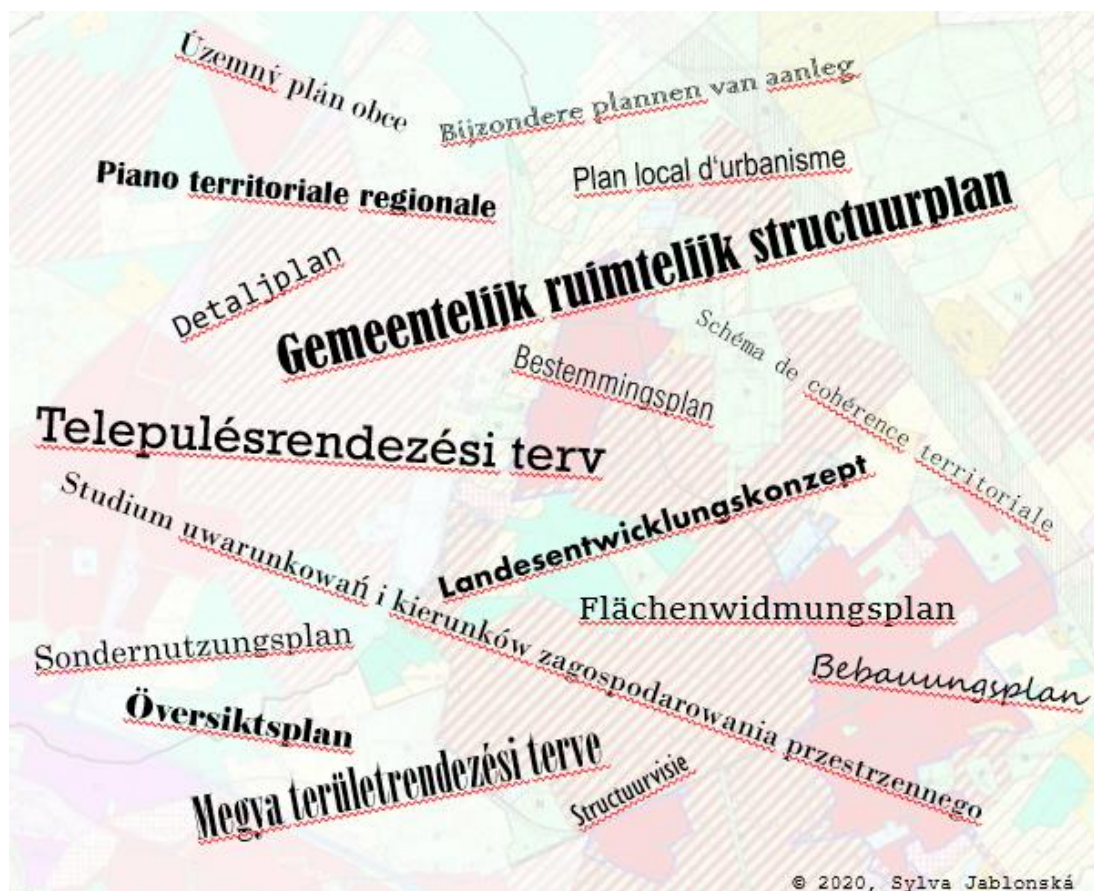 Územný plán obce
Bijzondere plannen van aanleg
Plan local d‘urbanisme
Piano territoriale regionale
Gemeentelijk ruimtelijk structuurplan
Detaljplan
Schéma de cohérence territoriale
Bestemmingsplan
Településrendezési terv
Landesentwicklungskonzept
Studium uwarunkowań i kierunków zagospodarowania przestrzennego
Flächenwidmungsplan
Sondernutzungsplan
Bebauungsplan
Översiktsplan
Megya területrendezési terve
Structuurvisie
© 2020, Sylva Jablonská